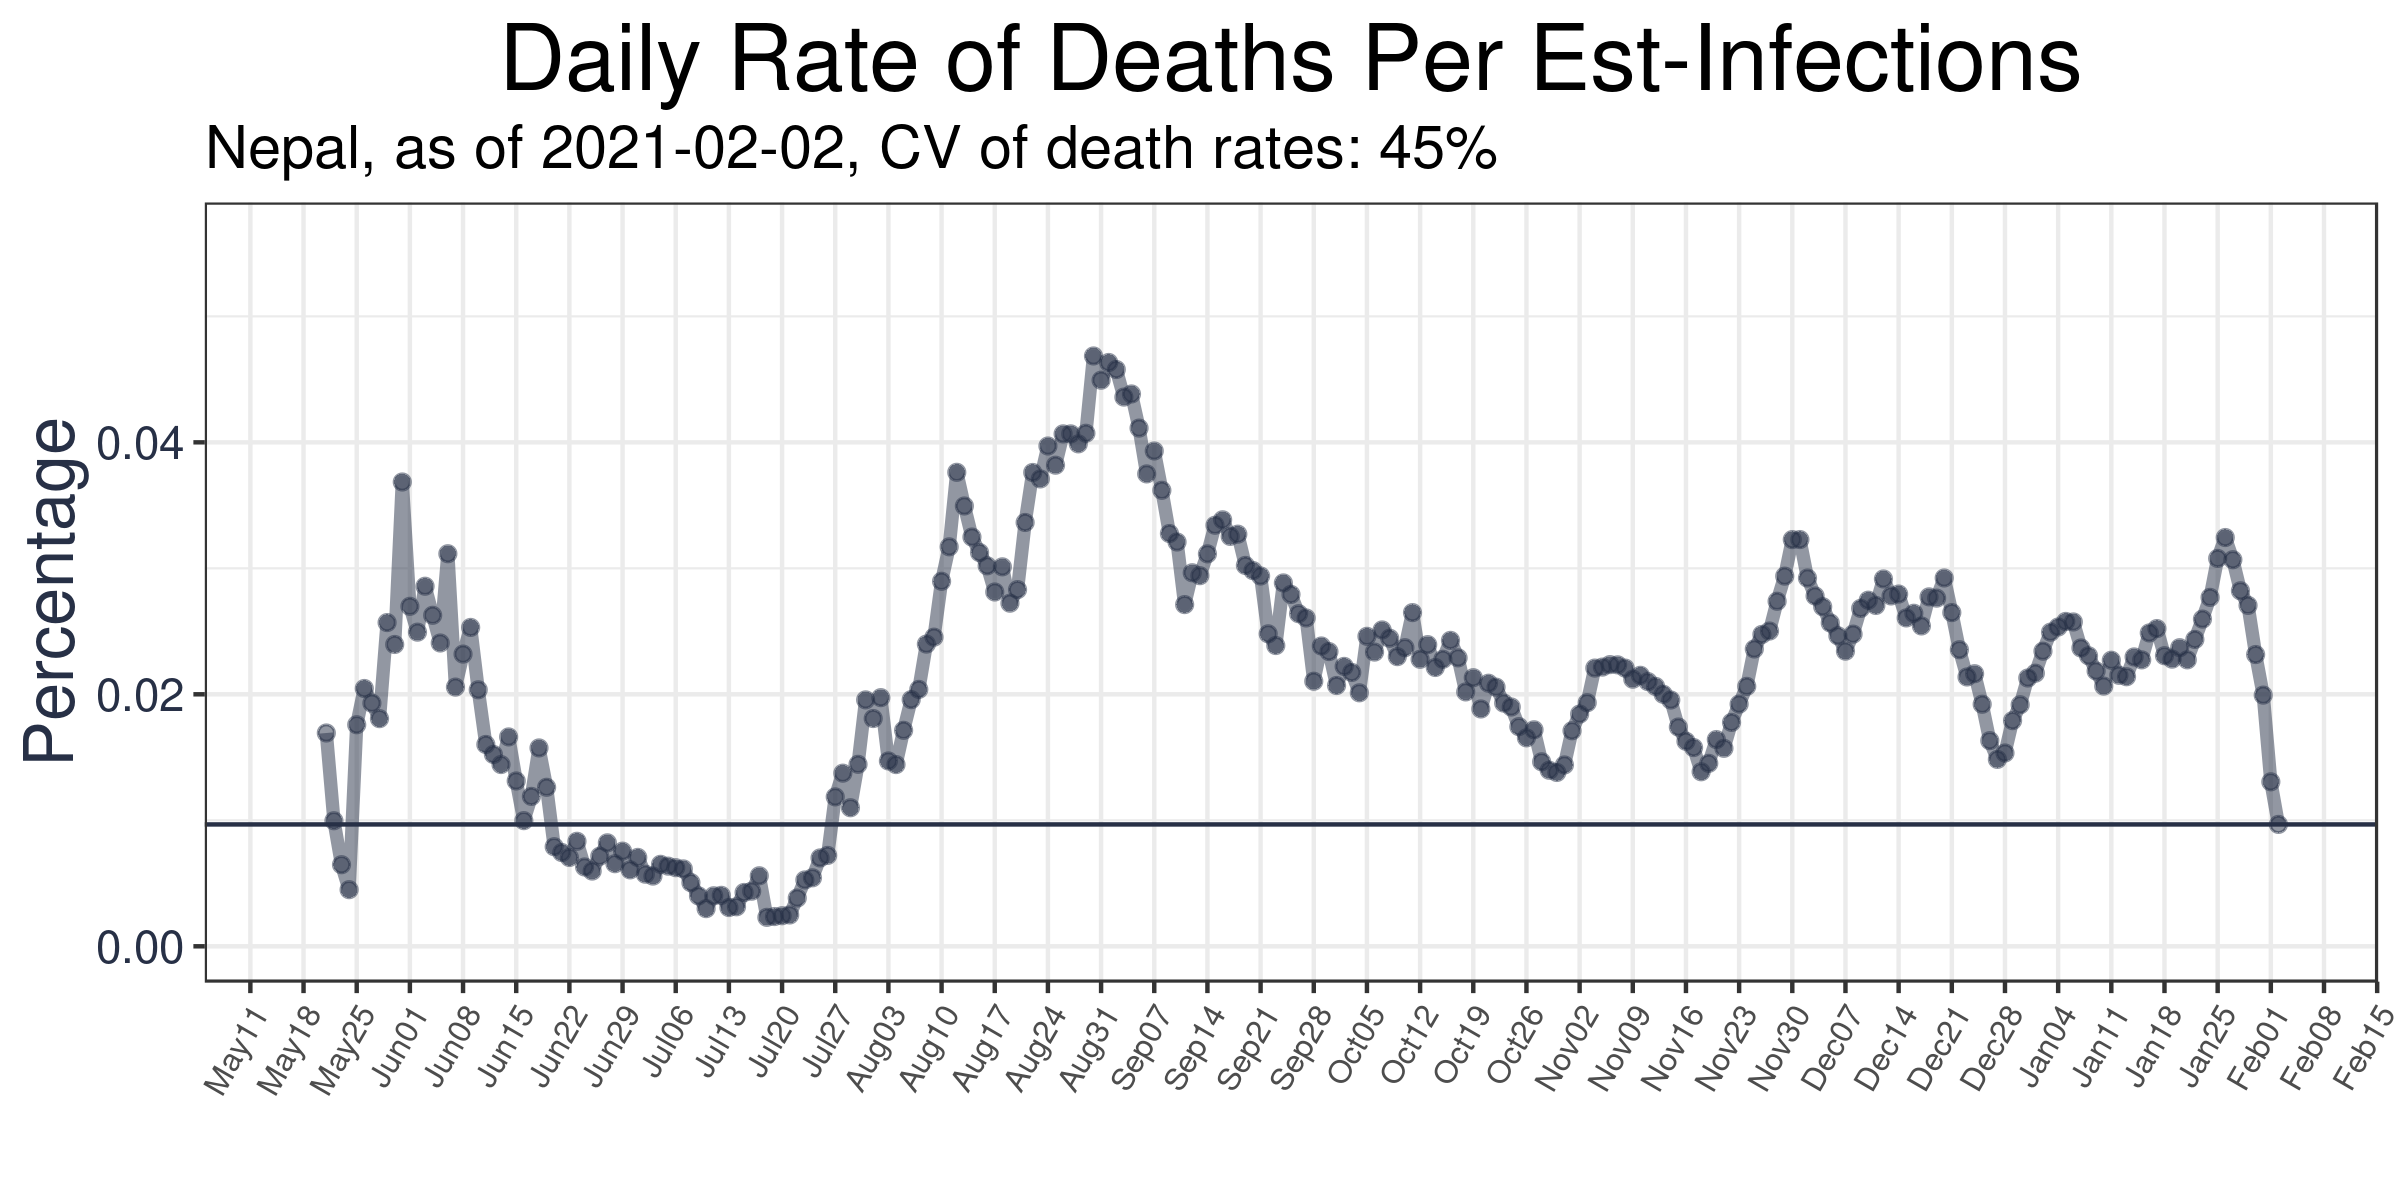 Daily Rate of Deaths Per Est-Infections
Nepal, as of 2021-02-02, CV of death rates: 45%
Percentage
0.04
0.02
0.00
May11 May18 May25 Jun01 Jun08 Jun15 Jun22 Jun29 Jul06 Jul13 Jul20 Jul27 Aug03 Aug10 Aug17 Aug24 Aug31 Sep07 Sep14 Sep21 Sep28 Oct05 Oct12 Oct19 Oct26 Nov02 Nov09 Nov16 Nov23 Nov30 Dec07 Dec14 Dec21 Dec28 Jan04 Jan11 Jan18 Jan25 Feb01 Feb08 Feb15